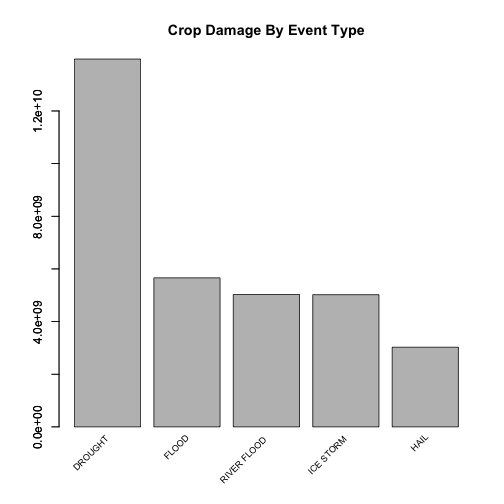 Crop Damage By Event Type
1.2e+10
8.0e+09
4.0e+09
0.0e+00
DROUGHT
FLOOD
RIVER FLOOD
ICE STORM
HAIL